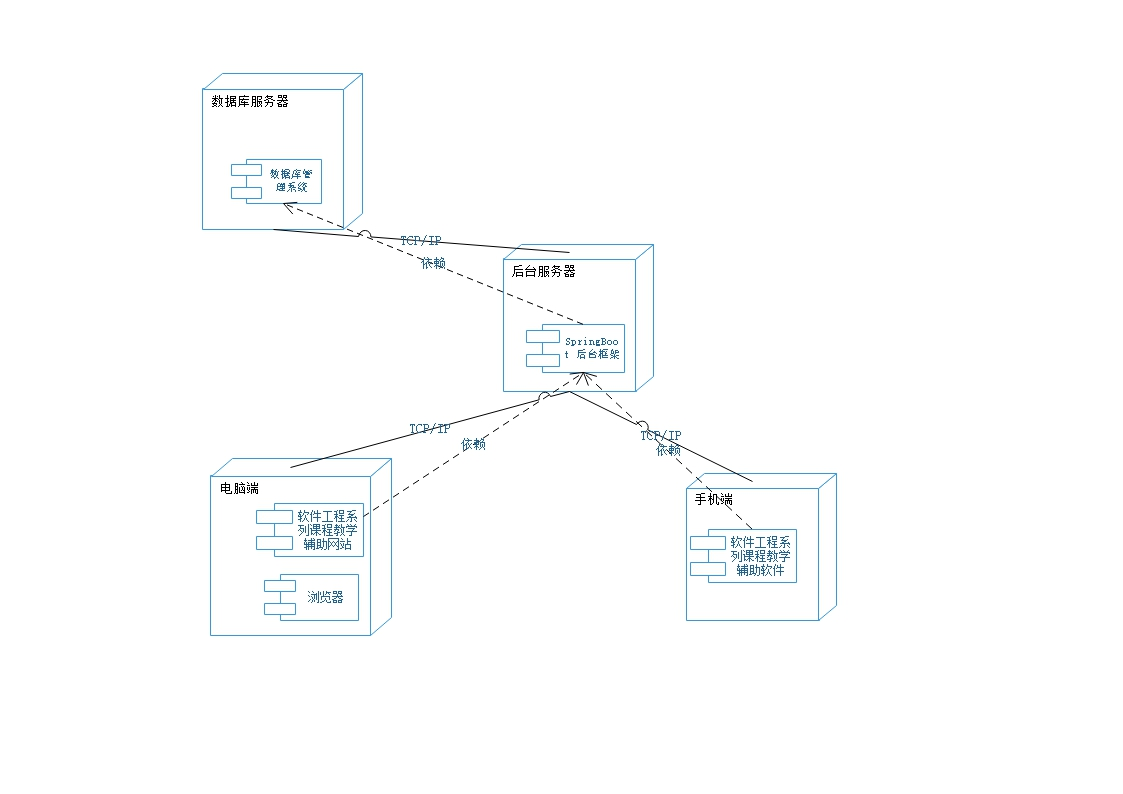 数据库服务器
数据库管
理系统
TCP/IP
依赖
后台服务器
SpringBoo
t 后台框架
TCP/IP
依赖
TCP/IP
依赖
电脑端
软件工程系
列课程教学
辅助网站
浏览器
手机端
软件工程系
列课程教学
辅助软件